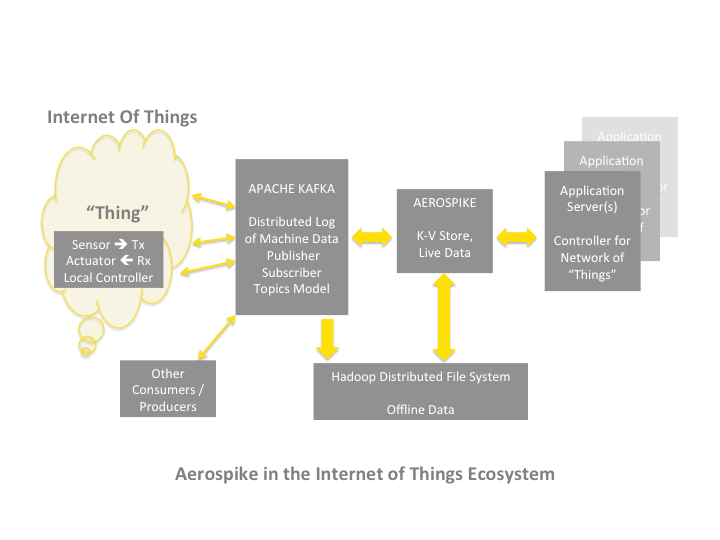 Internet Of Things
“Thing”
Sensor → Tx
Actuator ← Rx
Local Controller
APACHE KAFKA
Distributed Log
of Machine Data
Publisher
Subscriber
Topics Model
AEROSPIKE
K-V Store,
Live Data
Application
Application
Application
Server(s)
Controller for
Network of
“Things”
Other
Consumers /
Producers
Hadoop Distributed File System
Offline Data
Aerospike in the Internet of Things Ecosystem